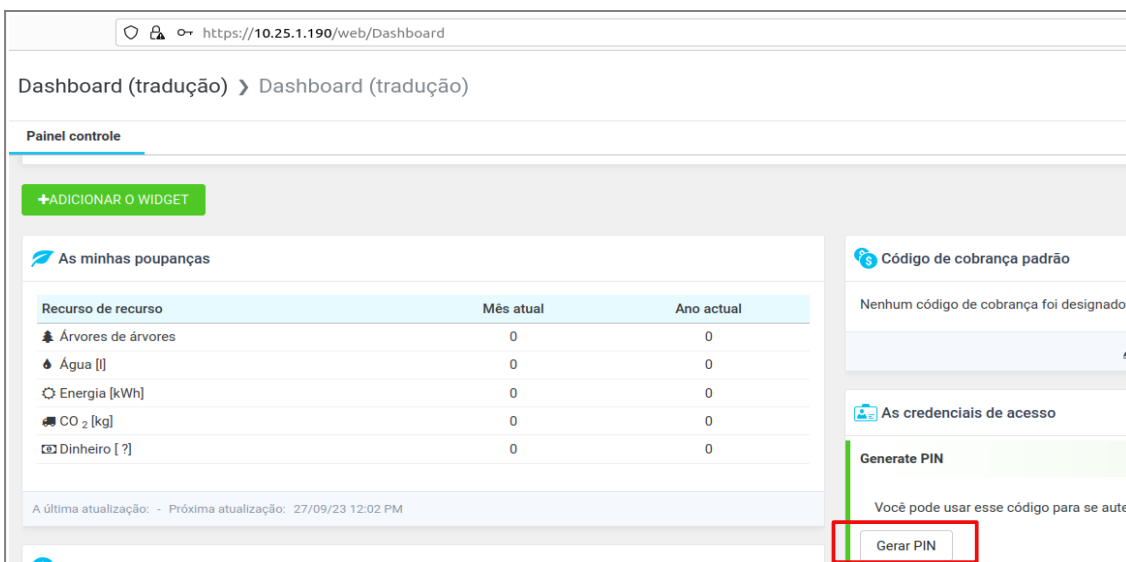 https://10.25.1.190/web/Dashboard
Dashboard (tradução) ❯ Dashboard (tradução)
Painel controle
+ADICIONAR O WIDGET
As minhas poupanças
Recurso de recurso Mês atual Ano actual
Árvores de árvores 0 0
Água [l] 0 0
Energia [kWh] 0 0
CO 2 [kg] 0 0
Dinheiro [ ?] 0 0
A última atualização: - Próxima atualização: 27/09/23 12:02 PM
Código de cobrança padrão
Nenhum código de cobrança foi designado
As credenciais de acesso
Generate PIN
Você pode usar esse código para se aute
Gerar PIN